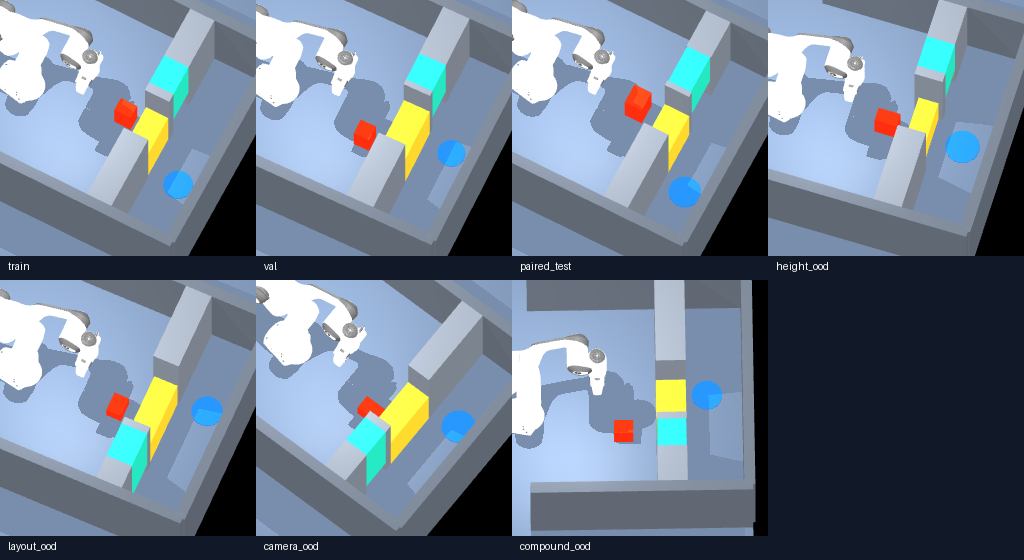 train
val
paired_test
height_ood
layout_ood
camera_ood
compound_ood